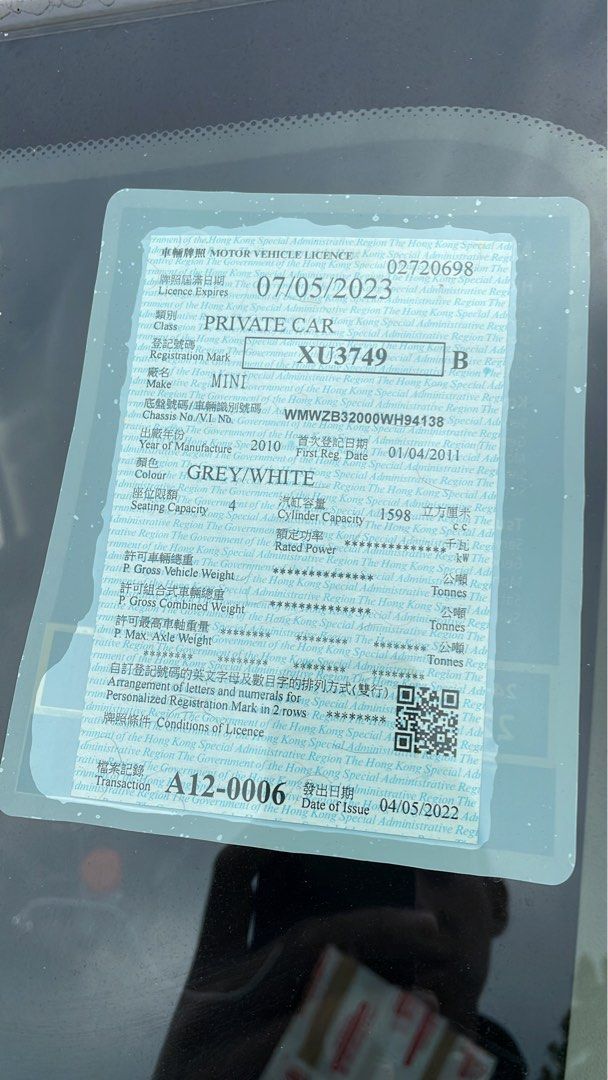 車輛牌照 MOTOR VEHICLE LICENCE
02720698
牌照屆滿日期
Licence Expires 07/05/2023
類別
Class PRIVATE CAR
登記號碼
Registration Mark XU3749 B
廠名
Make MINI
底盤號碼/車輛識別號碼
Chassis No./V.I. No. WMWZB32000WH94138
出廠年份 首次登記日期
Year of Manufacture 2010 First Reg. Date 01/04/2011
顏色
Colour GREY/WHITE
座位限額 汽缸容量 立方厘米
Seating Capacity 4 Cylinder Capacity 1598 c c
額定功率 千瓦
Rated Power ************** kW
許可車輛總重 公噸
P. Gross Vehicle Weight ************** Tonnes
許可組合式車輛總重 公噸
P. Gross Combined Weight ************** Tonnes
許可最高車軸重量 公噸
P. Max. Axle Weight ******** ******** ******** Tonnes
******** ******** ******** ********
自訂登記號碼的英文字母及數目字的排列方式(雙行)
Arrangement of letters and numerals for
Personalized Registration Mark in 2 rows ********
牌照條件 Conditions of Licence
檔案記錄 發出日期
Transaction A12-0006 Date of Issue 04/05/2022